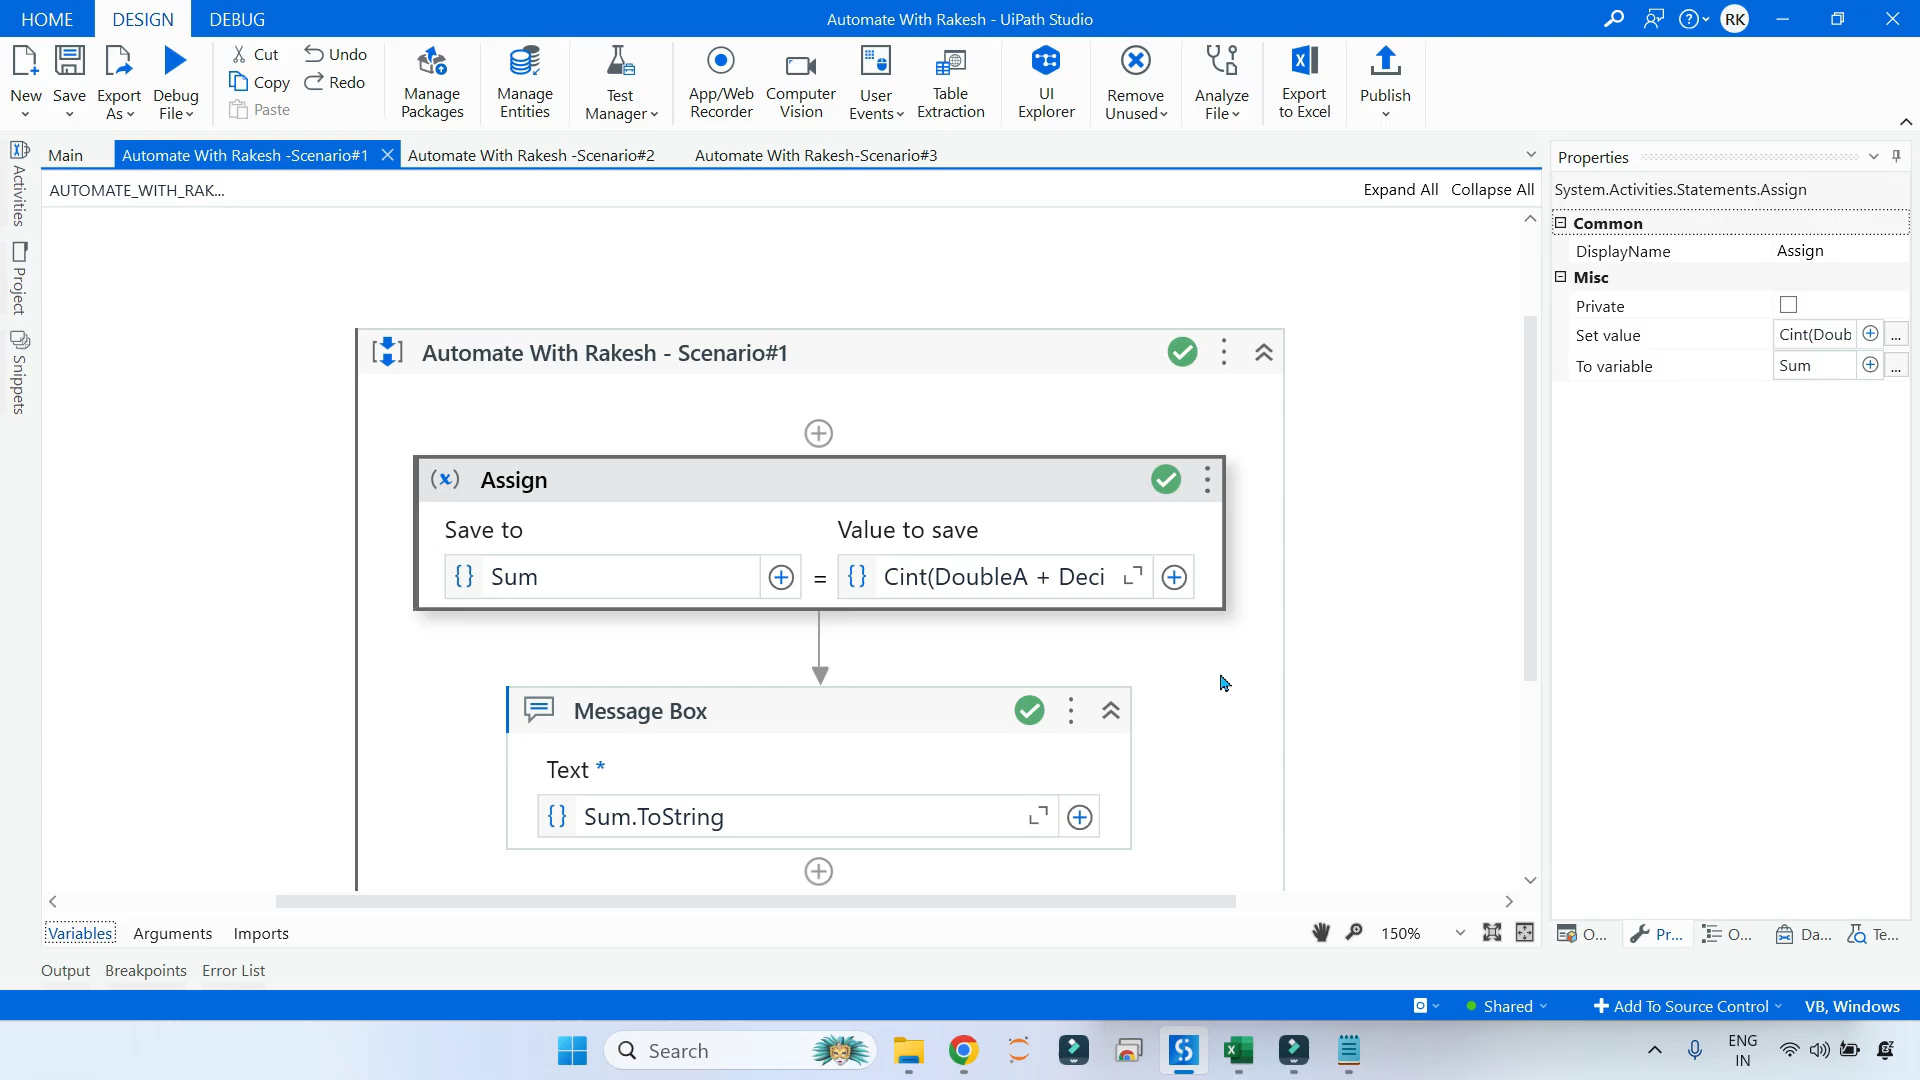 HOME DESIGN DEBUG
Automate With Rakesh - UiPath Studio
RK
New
Save
Export As
Debug File
Cut
Copy
Paste
Undo
Redo
Manage Packages
Manage Entities
Test Manager
App/Web Recorder
Computer Vision
User Events
Table Extraction
UI Explorer
Remove Unused
Analyze File
Export to Excel
Publish
Activities
Project
Snippets
Main
Automate With Rakesh -Scenario#1
Automate With Rakesh -Scenario#2
Automate With Rakesh-Scenario#3
AUTOMATE_WITH_RAK...
Expand All Collapse All
Automate With Rakesh - Scenario#1
Assign
Save to
Value to save
Sum
=
Cint(DoubleA + Deci
Message Box
Text *
Sum.ToString
Variables Arguments Imports
150%
Output Breakpoints Error List
Properties
System.Activities.Statements.Assign
Common
DisplayName Assign
Misc
Private
Set value Cint(Doub ...
To variable Sum ...
O... Pr... O... Da... Te...
Shared
Add To Source Control
VB, Windows
Search
ENG
IN